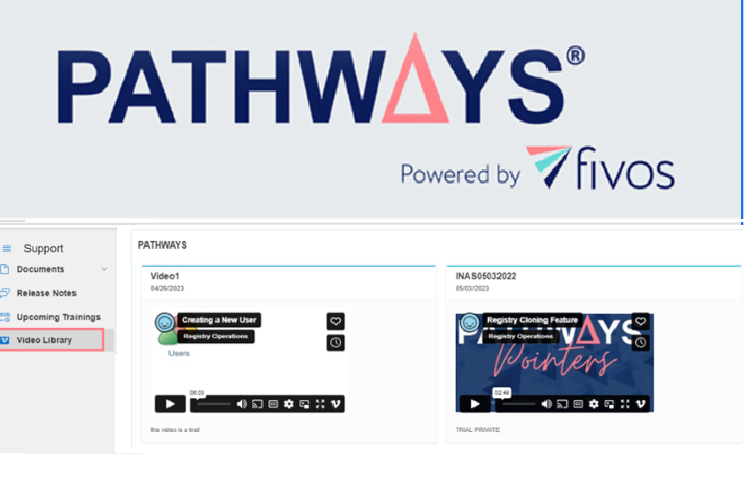 PATHWAYS®
Powered by fivos
Support
Documents
Release Notes
Upcoming Trainings
Video Library
PATHWAYS
Video1
04/26/2023
Creating a New User
Registry Operations
Users
this video is a trail
INAS05032022
05/03/2023
Registry Cloning Feature
Registry Operations
PATHWAYS
Pointers
02:48
TRIAL PRIVATE